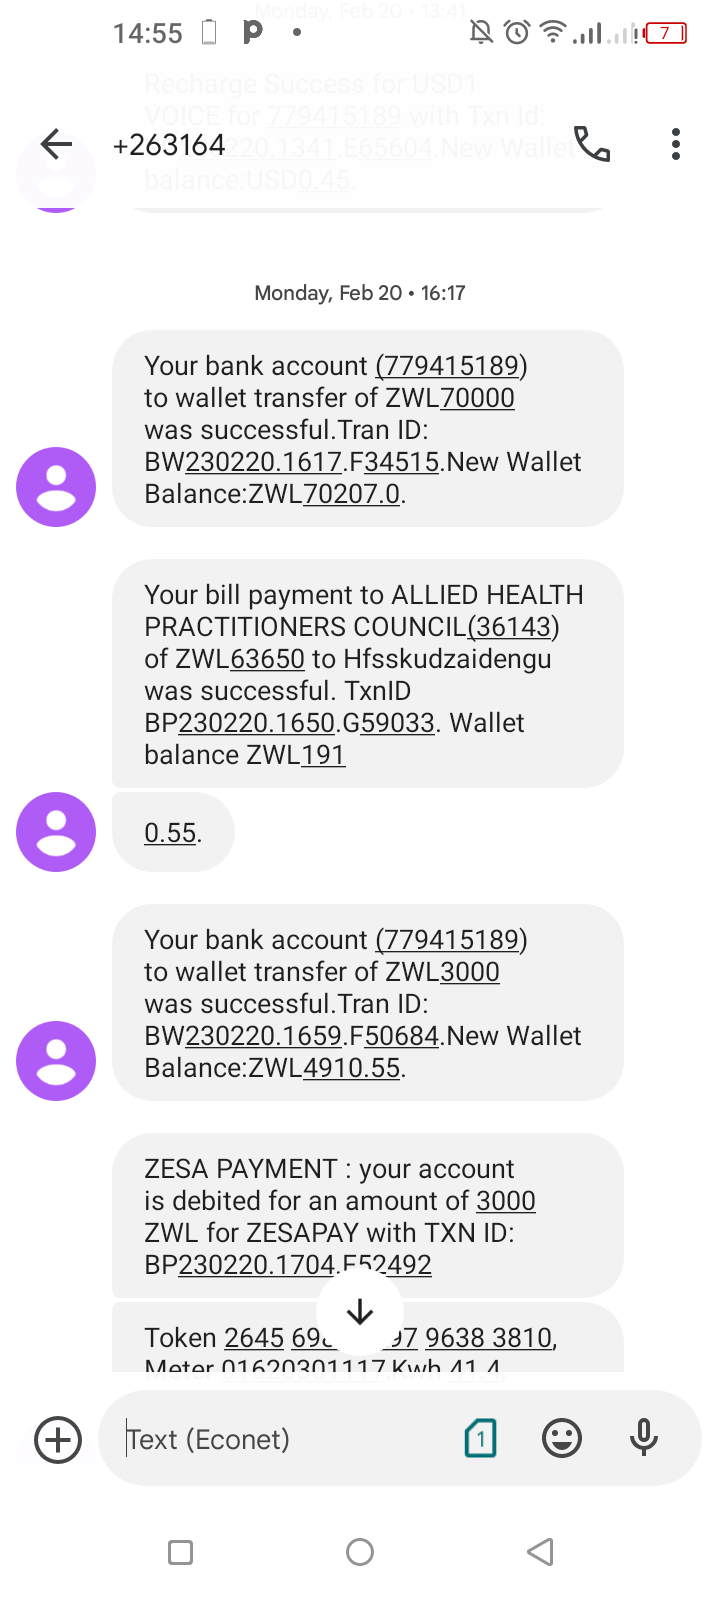 Monday, Feb 20 • 13:41
14:55
7
Recharge Success for USD1
VOICE for 779415189 with Txn Id:
+263164
220.1341.E65604.New Wallet
balance:USD0.45.
Monday, Feb 20 • 16:17
Your bank account (779415189)
to wallet transfer of ZWL70000
was successful.Tran ID:
BW230220.1617.F34515.New Wallet
Balance:ZWL70207.0.
Your bill payment to ALLIED HEALTH
PRACTITIONERS COUNCIL(36143)
of ZWL63650 to Hfsskudzaidengu
was successful. TxnID
BP230220.1650.G59033. Wallet
balance ZWL191
0.55.
Your bank account (779415189)
to wallet transfer of ZWL3000
was successful.Tran ID:
BW230220.1659.F50684.New Wallet
Balance:ZWL4910.55.
ZESA PAYMENT : your account
is debited for an amount of 3000
ZWL for ZESAPAY with TXN ID:
BP230220.1704.F52492
Token 2645 97 9638 3810,
Meter 01620301117,Kwh 41.4,
Text (Econet)
1